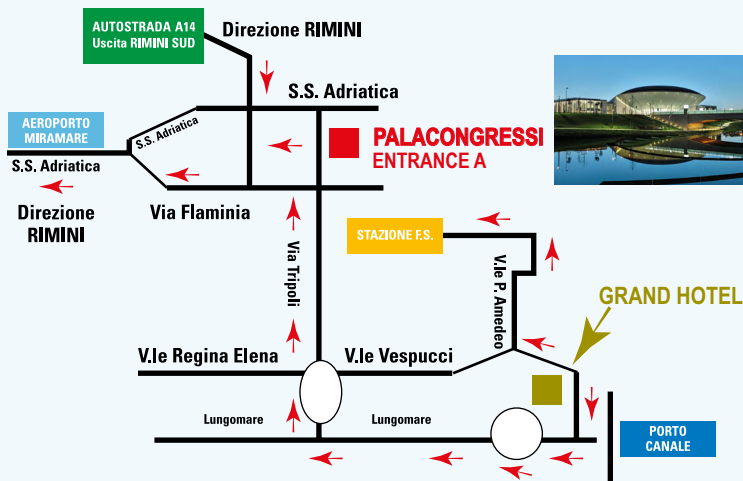 AUTOSTRADA A14
Uscita RIMINI SUD
Direzione RIMINI
S.S. Adriatica
AEROPORTO
MIRAMARE
S.S. Adriatica
PALACONGRESSI
ENTRANCE A
S.S. Adriatica
Direzione
RIMINI
Via Flaminia
STAZIONE F.S.
Via Tripoli
V.le P. Amedeo
GRAND HOTEL
V.le Regina Elena
V.le Vespucci
Lungomare
Lungomare
PORTO
CANALE